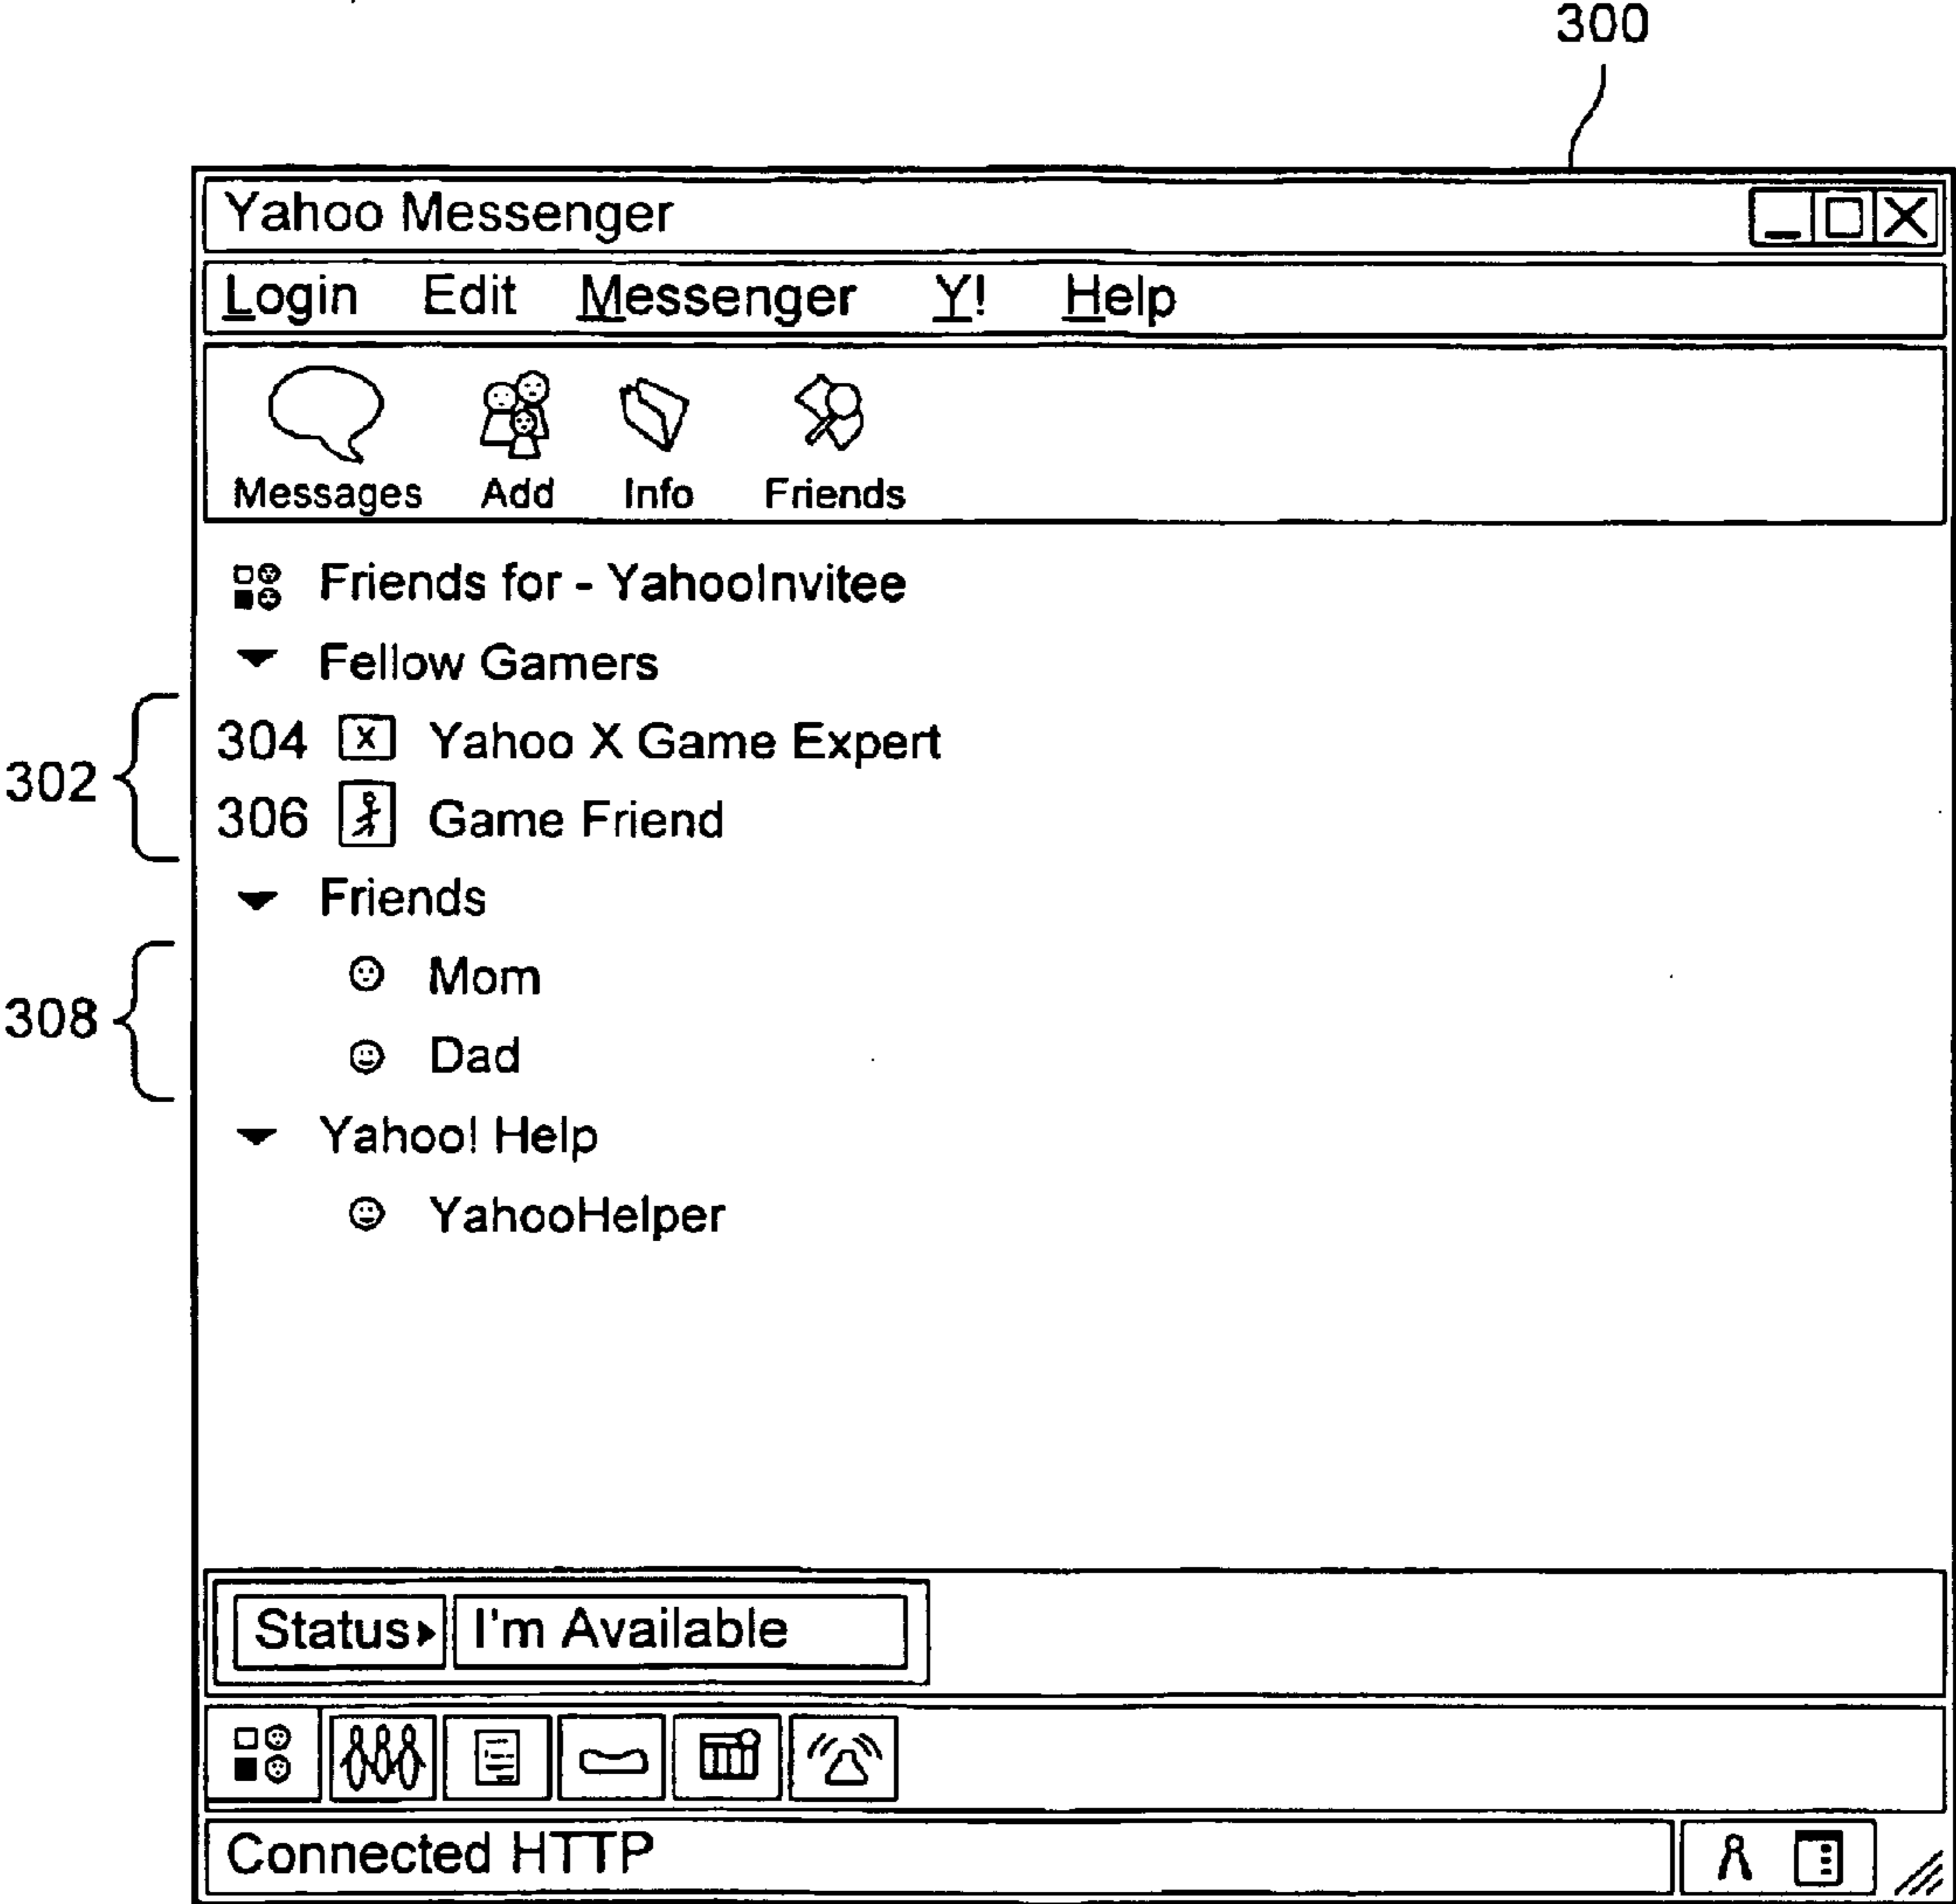 300
Yahoo Messenger
Login Edit Messenger Y! Help
Messages Add Info Friends
Friends for - YahooInvitee
Fellow Gamers
302
304 X Yahoo X Game Expert
306 Game Friend
Friends
308
Mom
Dad
Yahoo! Help
YahooHelper
Status I'm Available
Connected HTTP